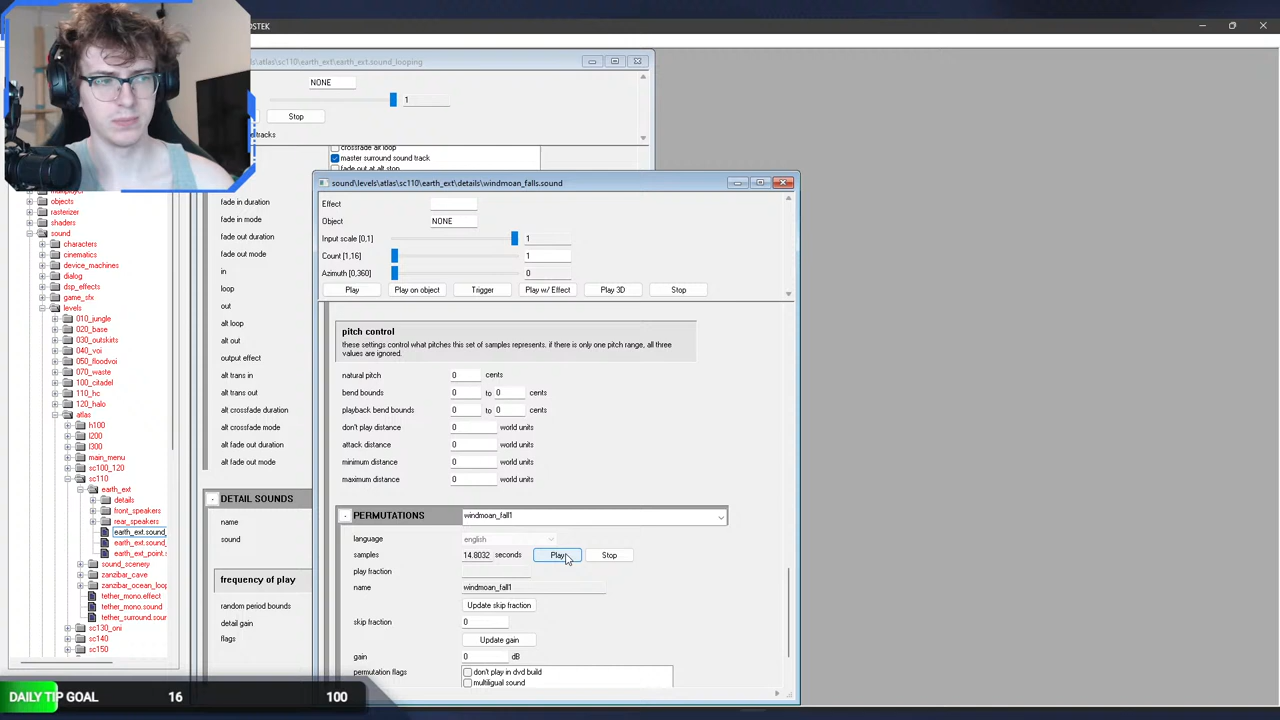 OSTEK
ls\atlas\sc110\earth_ext\earth_ext.sound_looping
NONE
1
Stop
tracks
crossfade alt loop
master surround sound track
fade out at alt stop
fade in duration
fade in mode
fade out duration
fade out mode
in
loop
out
alt loop
alt out
output effect
alt trans in
alt trans out
alt crossfade duration
alt crossfade mode
alt fade out duration
alt fade out mode
DETAIL SOUNDS
name
sound
frequency of play
random period bounds
detail gain
flags
objects
rasterizer
shaders
sound
characters
cinematics
device_machines
dialog
dsp_effects
game_sfx
levels
010_jungle
020_base
030_outskirts
040_voi
050_floodvoi
070_waste
100_citadel
110_hc
120_halo
atlas
h100
l200
l300
main_menu
sc100_120
sc110
earth_ext
details
front_speakers
rear_speakers
earth_ext.sound_
earth_ext.sound_
earth_ext_point.s
sound_scenery
zanzibar_cave
zanzibar_ocean_loop
tether_mono.effect
tether_mono.sound
tether_surround.sour
sc130_oni
sc140
sc150
sound\levels\atlas\sc110\earth_ext\details\windmoan_falls.sound
Effect
Object NONE
Input scale [0,1] 1
Count [1,16] 1
Azimuth [0,360] 0
Play Play on object Trigger Play w/ Effect Play 3D Stop
pitch control
these settings control what pitches this set of samples represents. if there is only one pitch range, all three
values are ignored.
natural pitch 0 cents
bend bounds 0 to 0 cents
playback bend bounds 0 to 0 cents
don't play distance 0 world units
attack distance 0 world units
minimum distance 0 world units
maximum distance 0 world units
PERMUTATIONS windmoan_fall1
language english
samples 14.8032 seconds Play Stop
play fraction
name windmoan_fall1
Update skip fraction
skip fraction 0
Update gain
gain 0 dB
permutation flags don't play in dvd build
multiligual sound
DAILY TIP GOAL 16 100